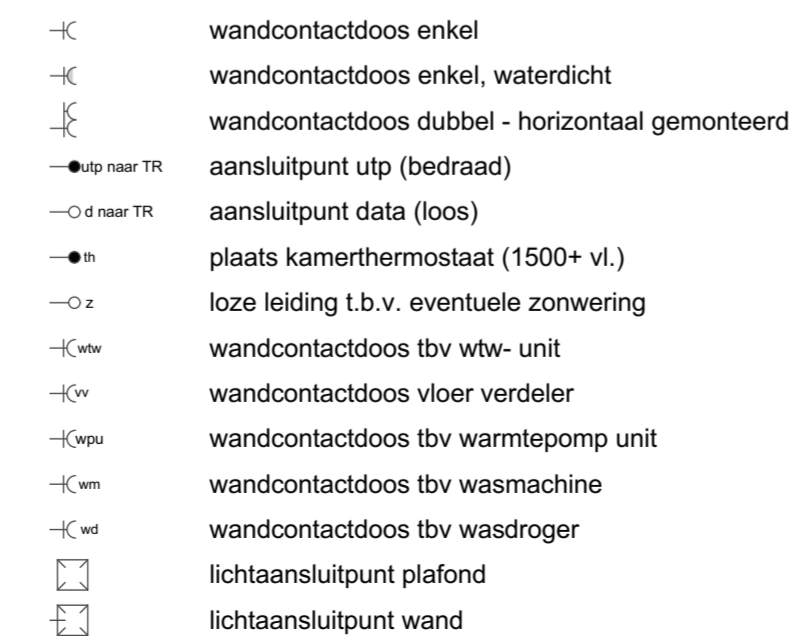 wandcontactdoos enkel
wandcontactdoos enkel, waterdicht
wandcontactdoos dubbel - horizontaal gemonteerd
utp naar TR aansluitpunt utp (bedraad)
d naar TR aansluitpunt data (loos)
th plaats kamerthermostaat (1500+ vl.)
z loze leiding t.b.v. eventuele zonwering
wtw wandcontactdoos tbv wtw- unit
vv wandcontactdoos vloer verdeler
wpu wandcontactdoos tbv warmtepomp unit
wm wandcontactdoos tbv wasmachine
wd wandcontactdoos tbv wasdroger
lichtaansluitpunt plafond
lichtaansluitpunt wand